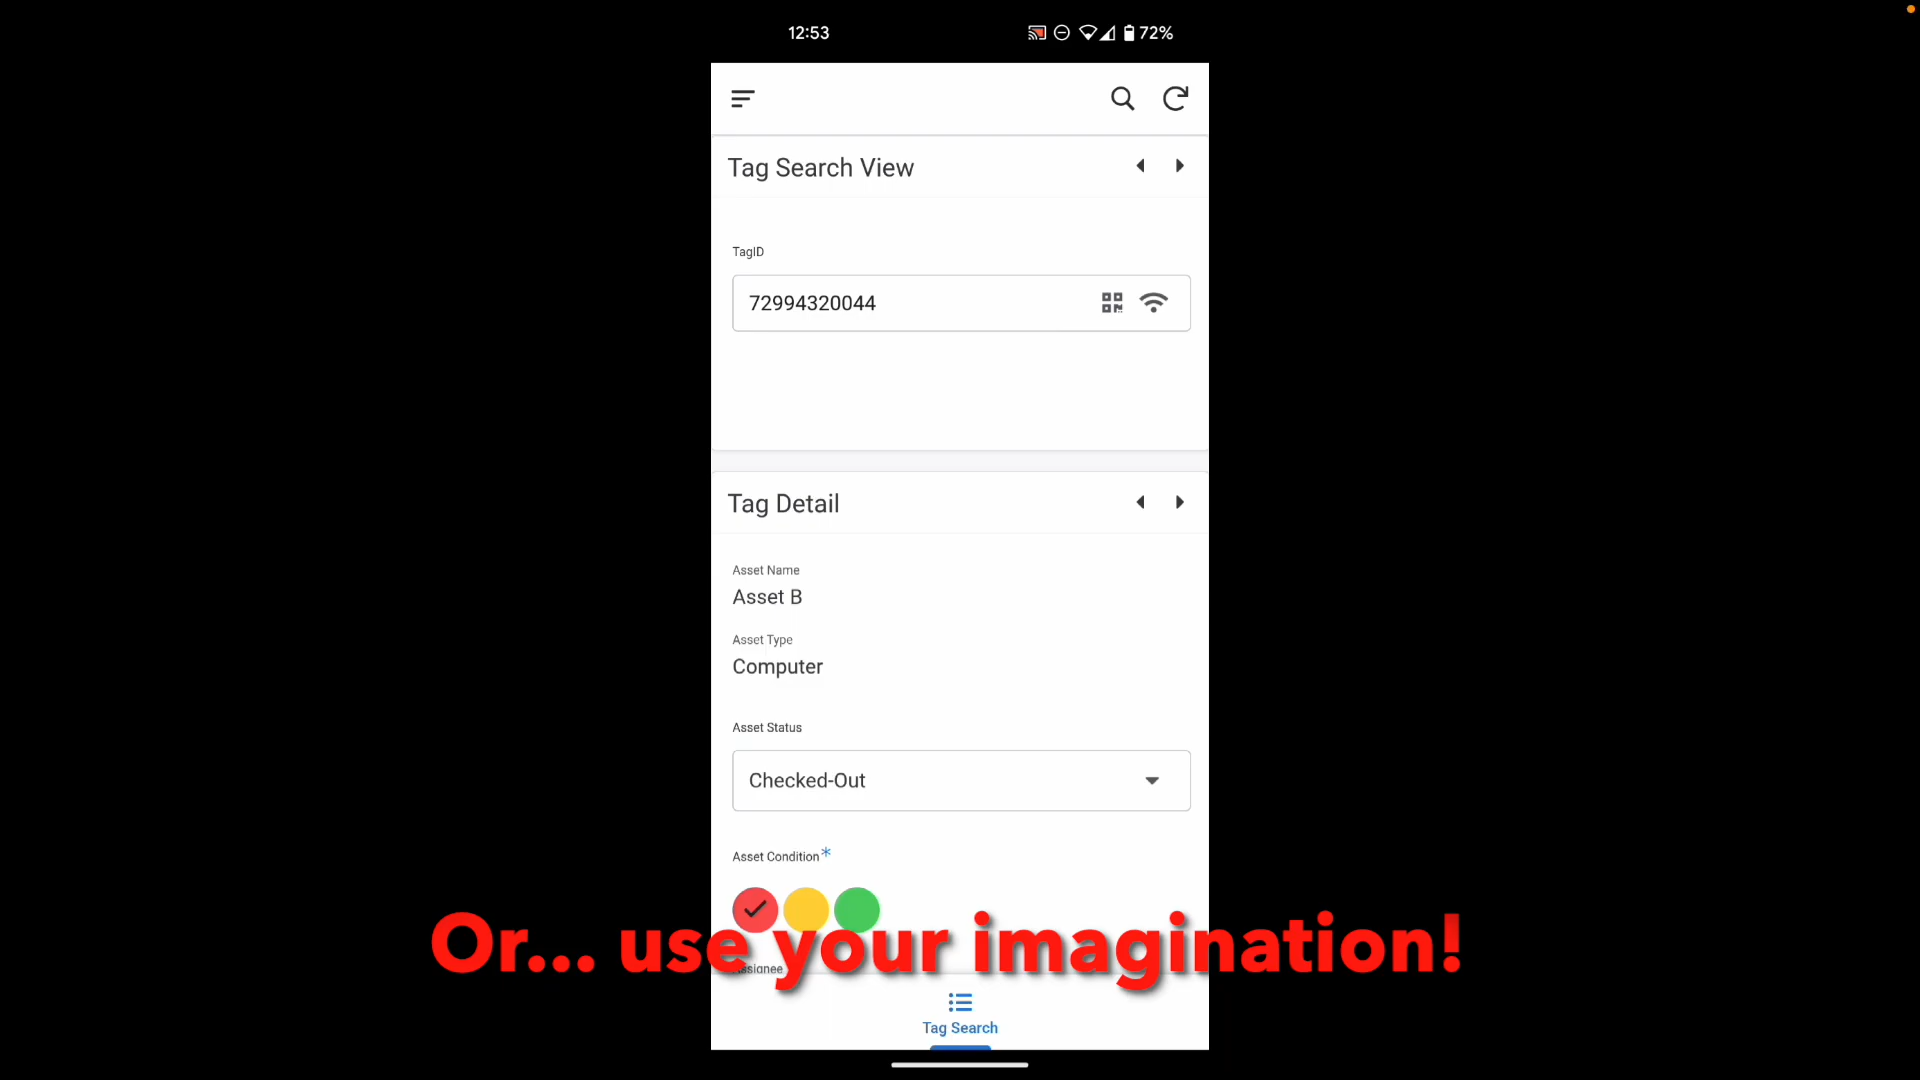 12:53
72%
Tag Search View
TagID
72994320044
Tag Detail
Asset Name
Asset B
Asset Type
Computer
Asset Status
Checked-Out
Asset Condition*
Or... use your imagination!
Assignee
Tag Search